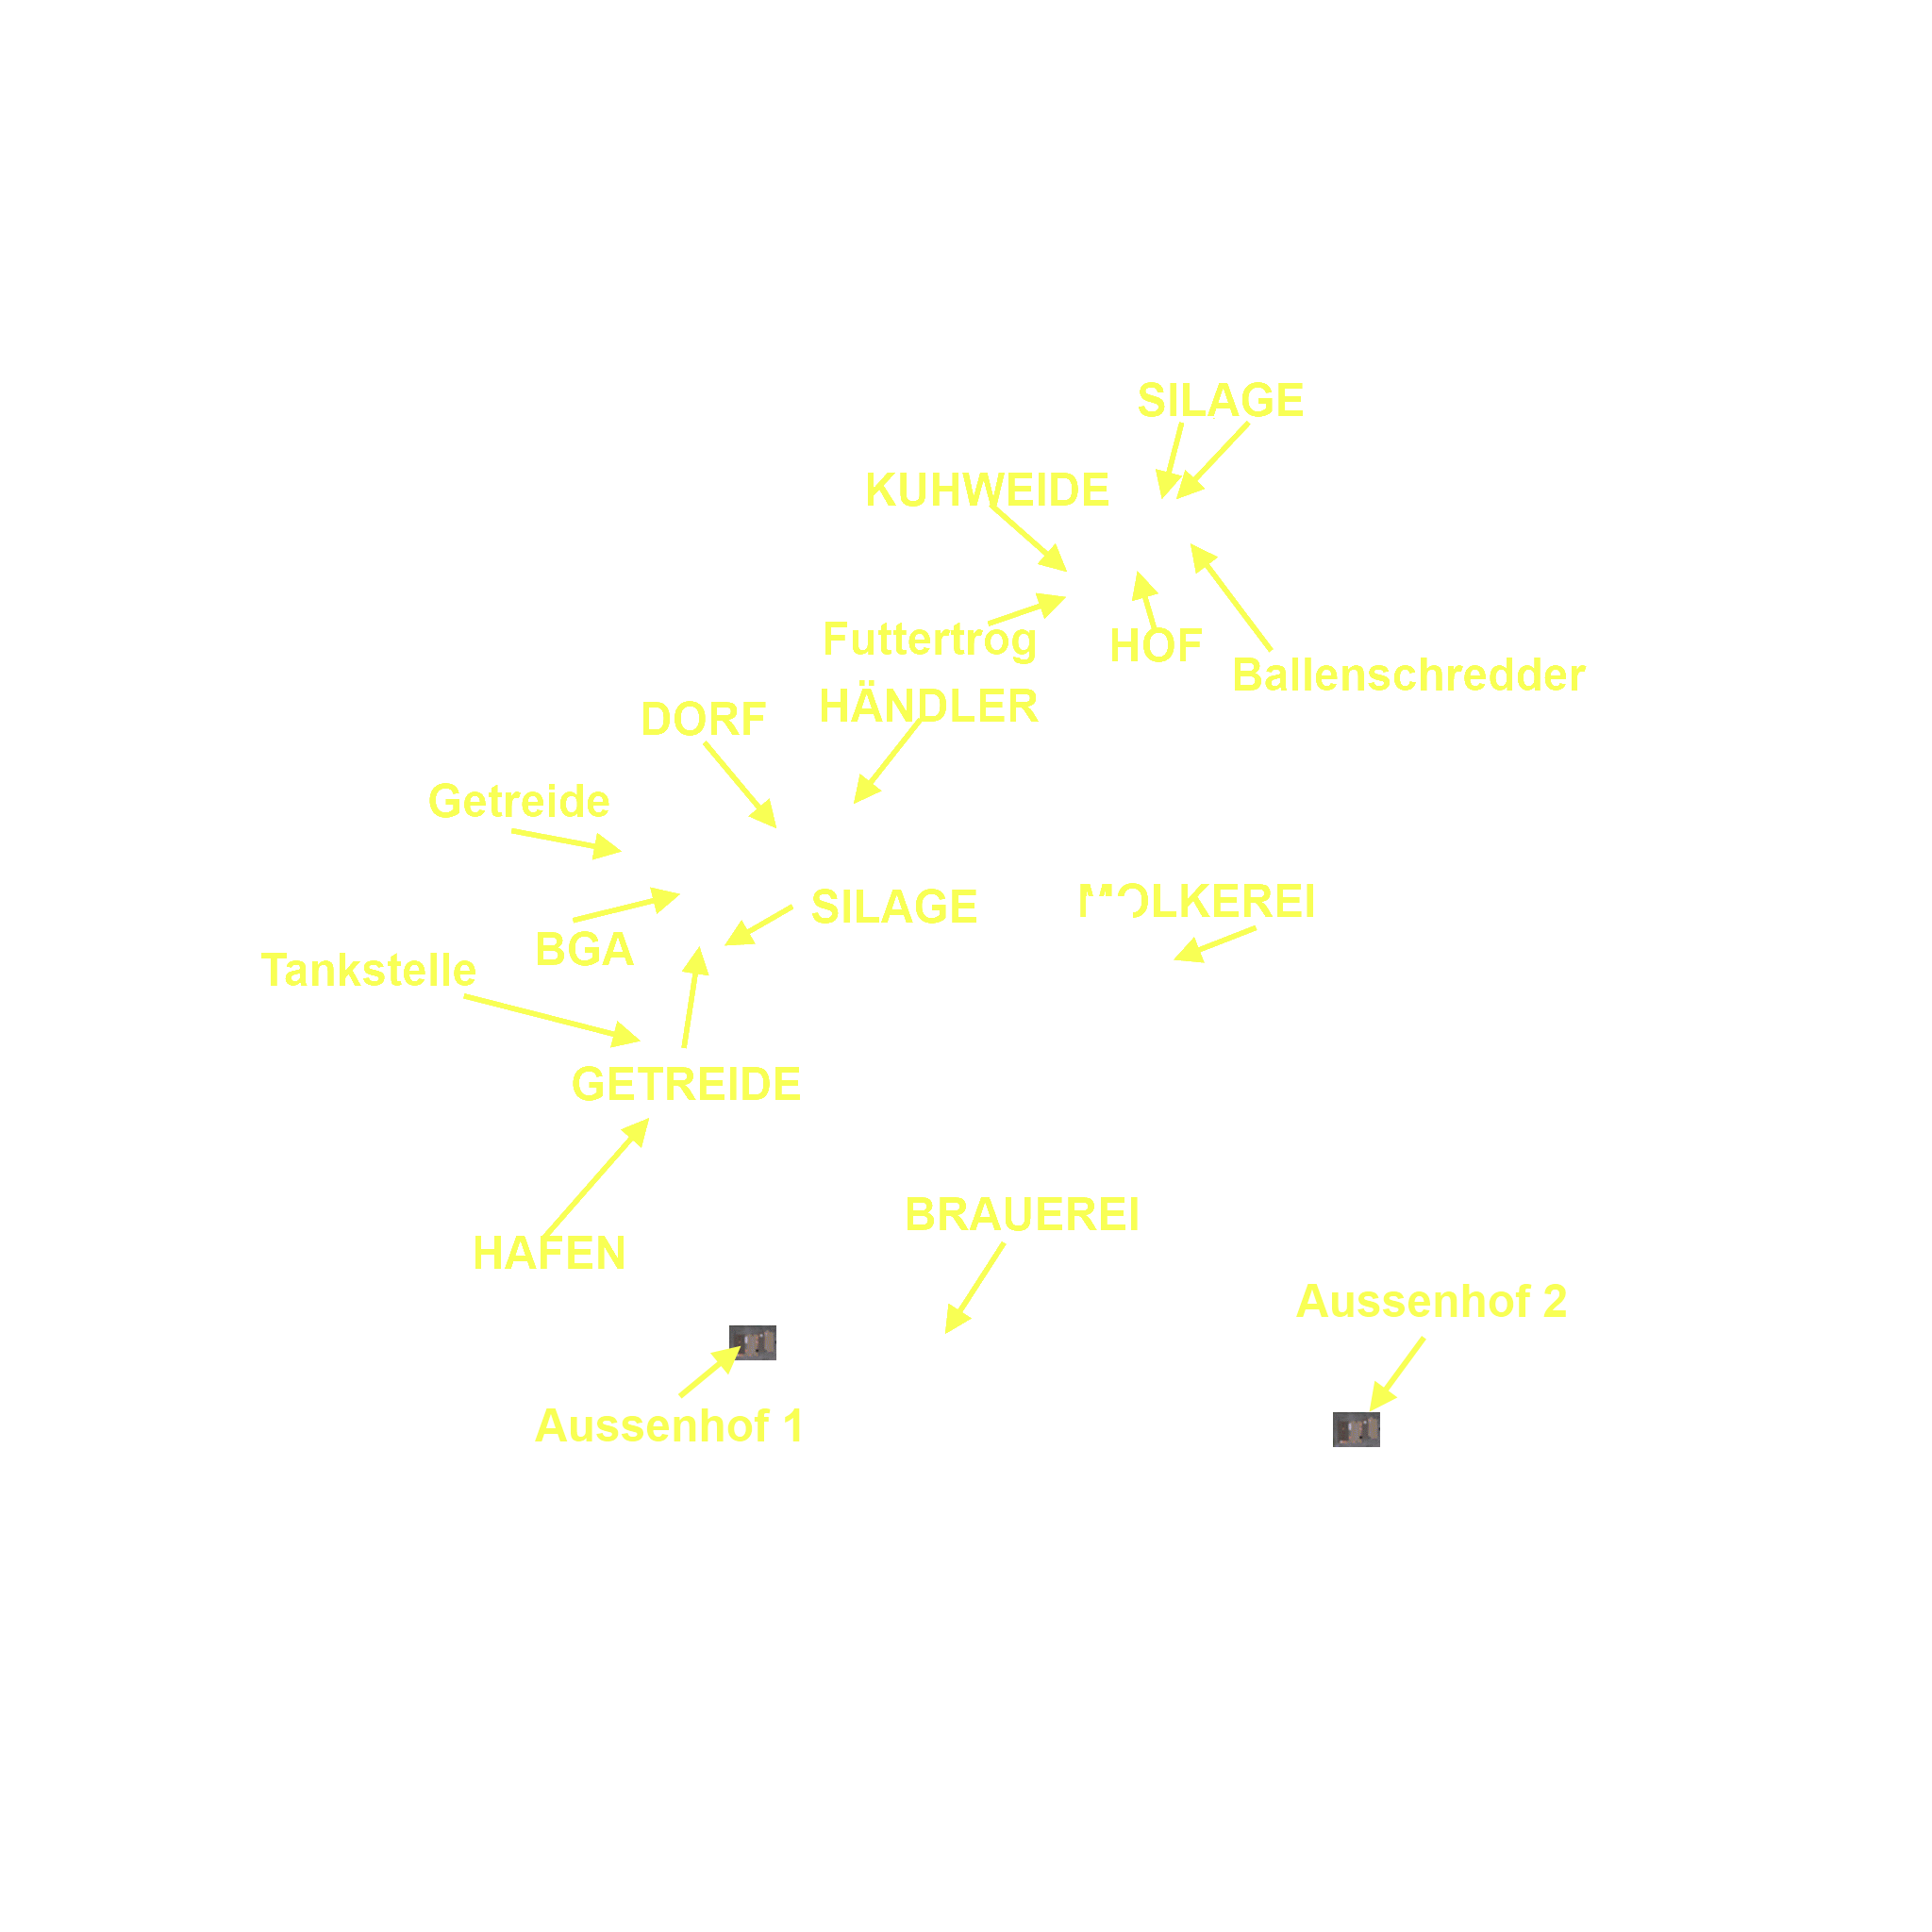 SILAGE
KUHWEIDE
Futtertrog
HOF
Ballenschredder
HÄNDLER
DORF
Getreide
SILAGE
MOLKEREI
BGA
Tankstelle
GETREIDE
BRAUEREI
HAFEN
Aussenhof 2
Aussenhof 1